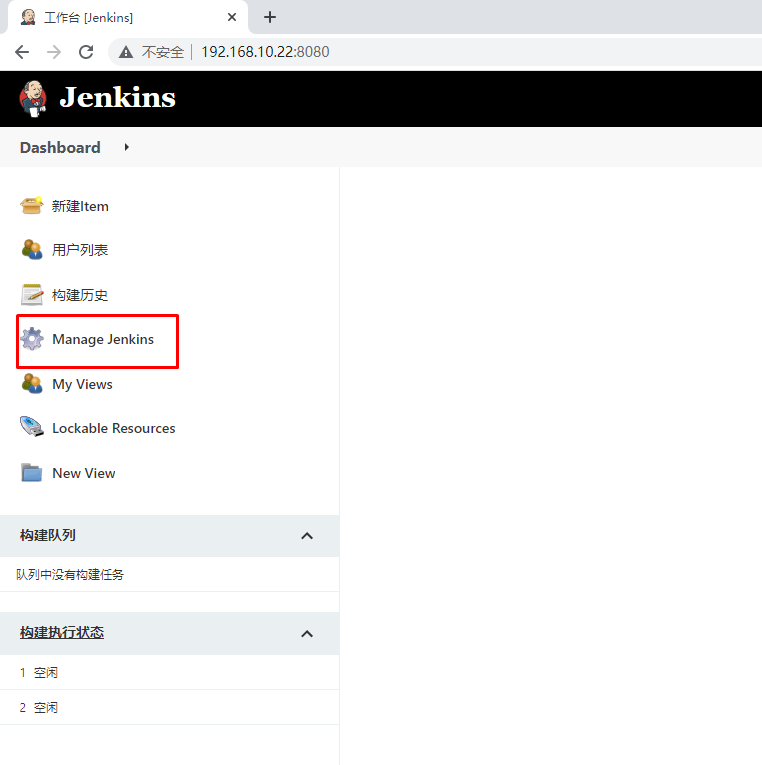 工作台 [Jenkins]
不安全 192.168.10.22:8080
Jenkins
Dashboard
新建Item
用户列表
构建历史
Manage Jenkins
My Views
Lockable Resources
New View
构建队列
队列中没有构建任务
构建执行状态
1 空闲
2 空闲